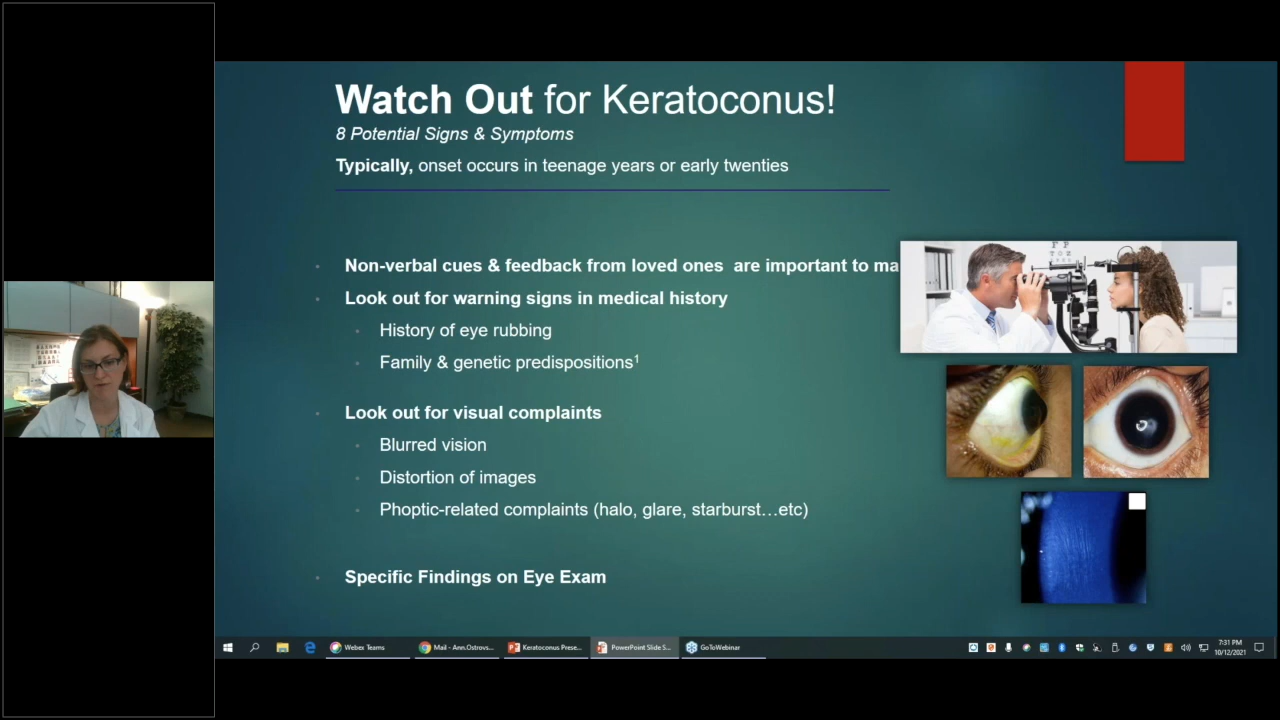 Watch Out for Keratoconus!
8 Potential Signs & Symptoms
Typically, onset occurs in teenage years or early twenties
Non-verbal cues & feedback from loved ones are important to ma
Look out for warning signs in medical history
History of eye rubbing
Family & genetic predispositions¹
Look out for visual complaints
Blurred vision
Distortion of images
Phoptic-related complaints (halo, glare, starburst…etc)
Specific Findings on Eye Exam
Webex Teams
Mail - Ann.Ostrovs...
Keratoconus Prese...
PowerPoint Slide S...
GoToWebinar
7:31 PM
10/12/2021